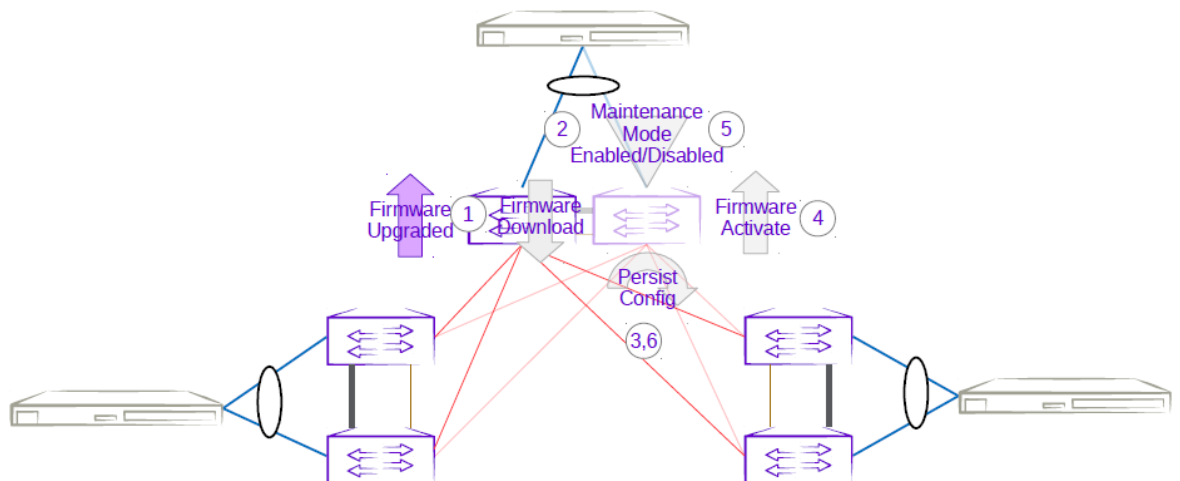 2
Maintenance
Mode
Enabled/Disabled
5
Firmware
Upgraded
1
Firmware
Download
Firmware
Activate
4
Persist
Config
3,6